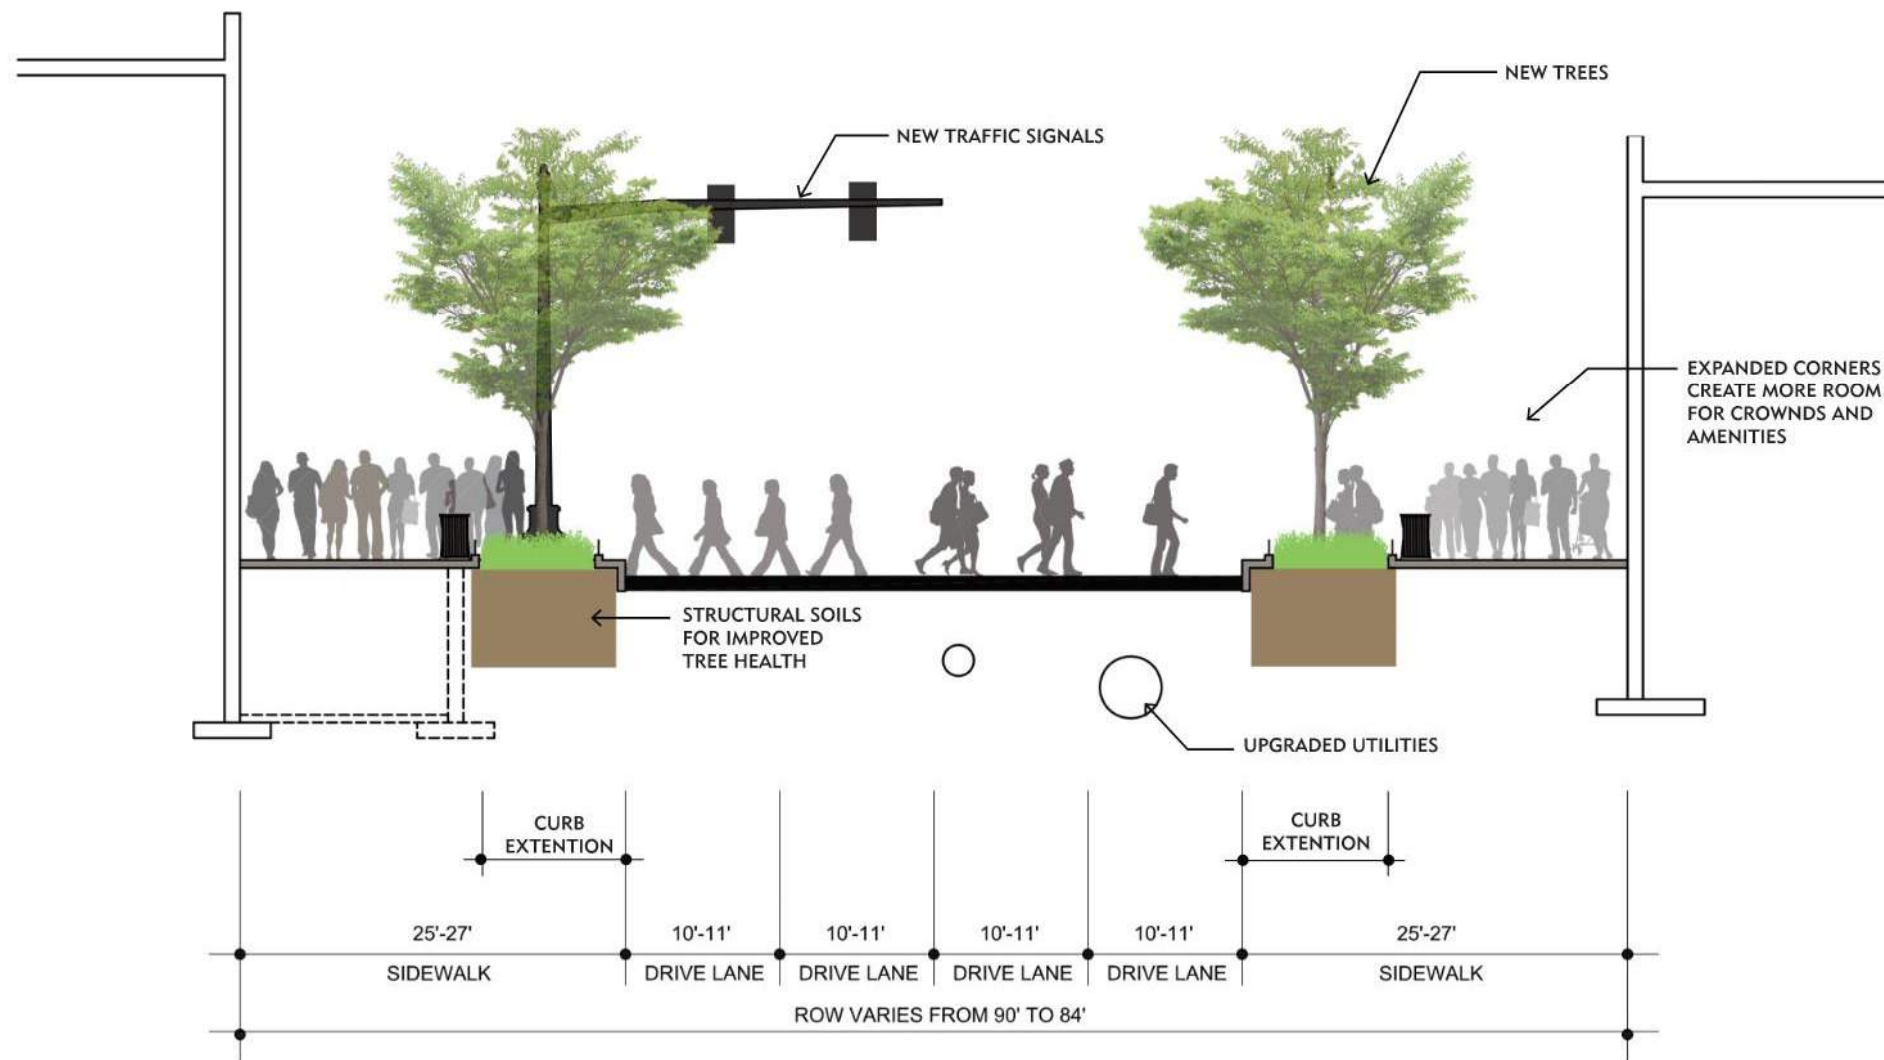 NEW TREES
NEW TRAFFIC SIGNALS
EXPANDED CORNERS
CREATE MORE ROOM
FOR CROWNDS AND
AMENITIES
STRUCTURAL SOILS
FOR IMPROVED
TREE HEALTH
UPGRADED UTILITIES
CURB
EXTENTION
CURB
EXTENTION
25'-27' 10'-11' 10'-11' 10'-11' 10'-11' 25'-27'
SIDEWALK DRIVE LANE DRIVE LANE DRIVE LANE DRIVE LANE SIDEWALK
ROW VARIES FROM 90' TO 84'